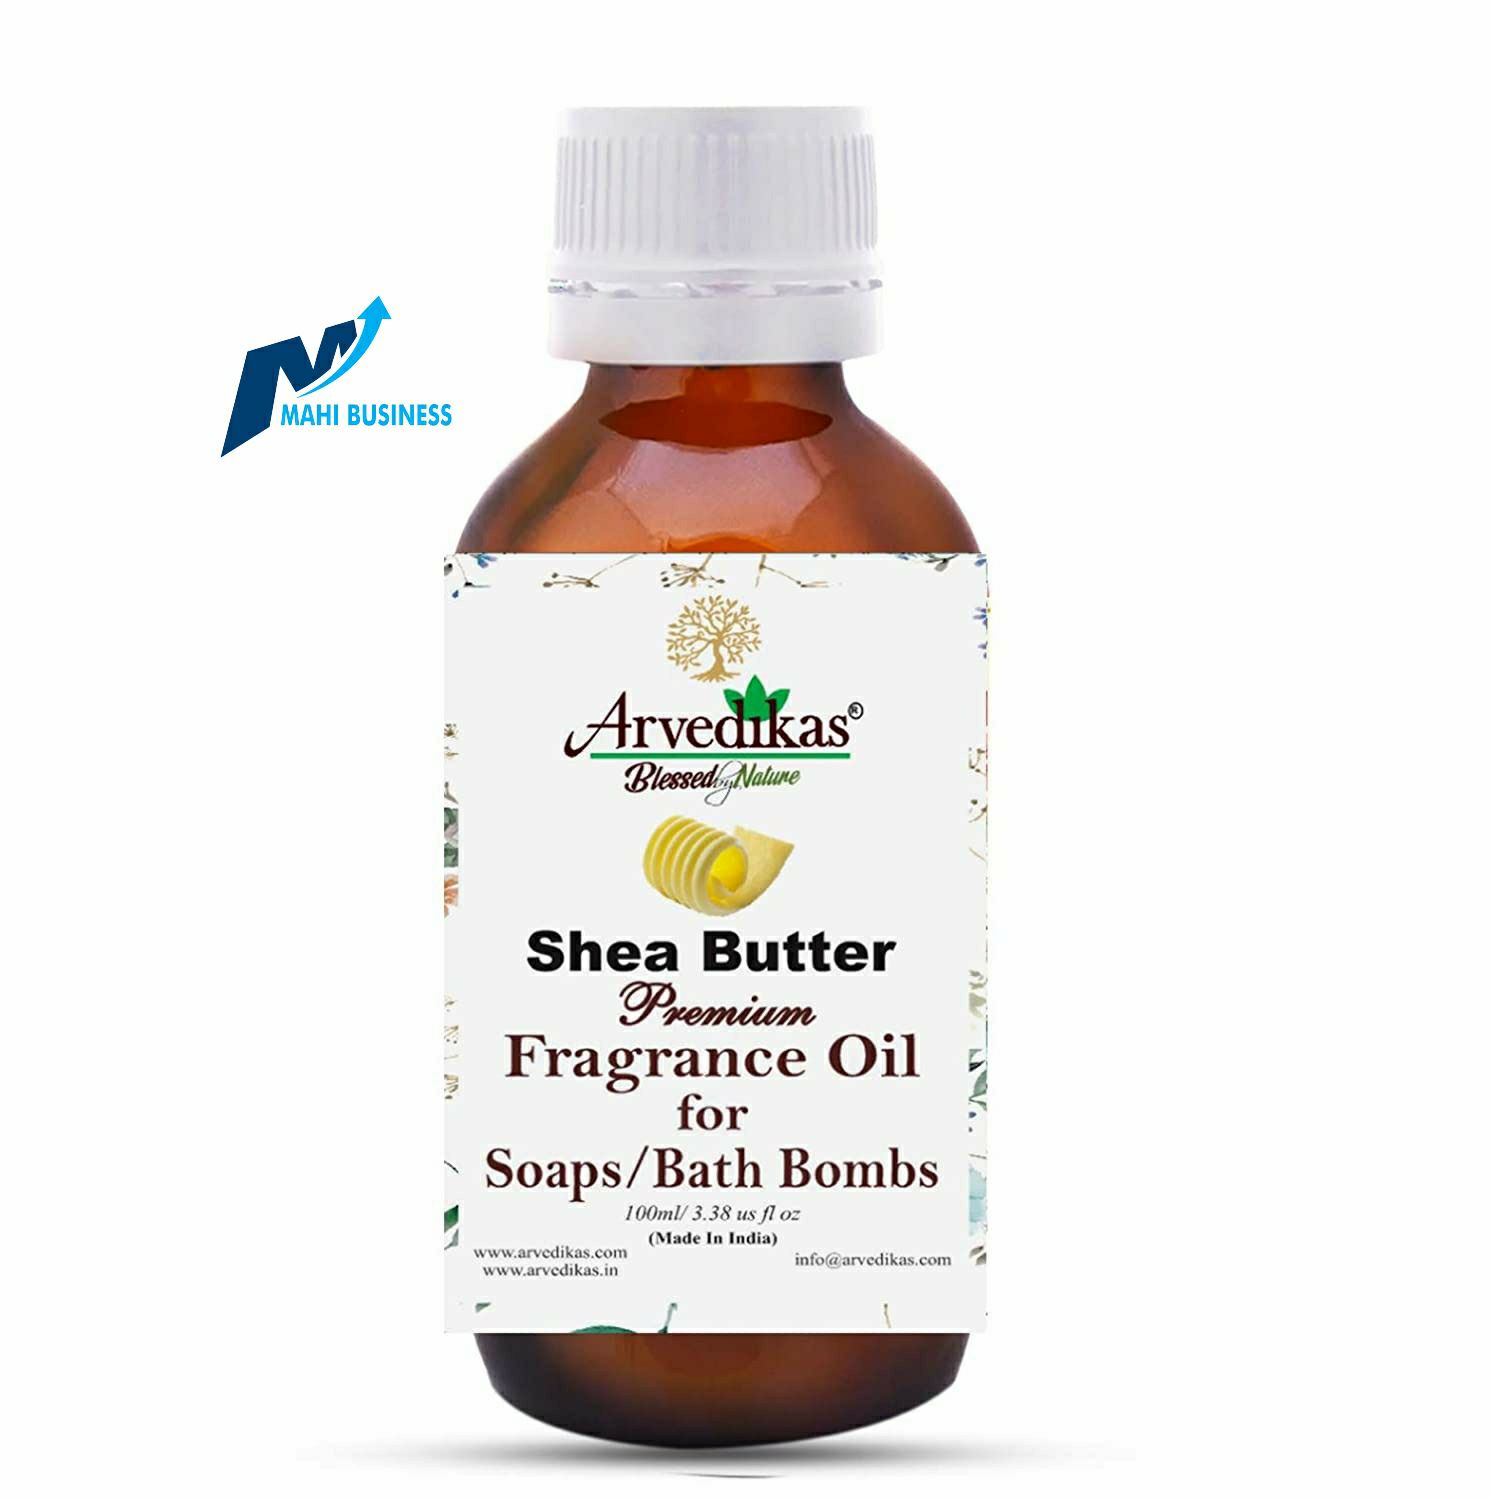 MAHI BUSINESS
Arvedikas®
Blessed by Nature
Shea Butter
Premium
Fragrance Oil
for
Soaps/Bath Bombs
100ml/ 3.38 us fl oz
(Made In India)
www.arvedikas.com
www.arvedikas.in
info@arvedikas.com